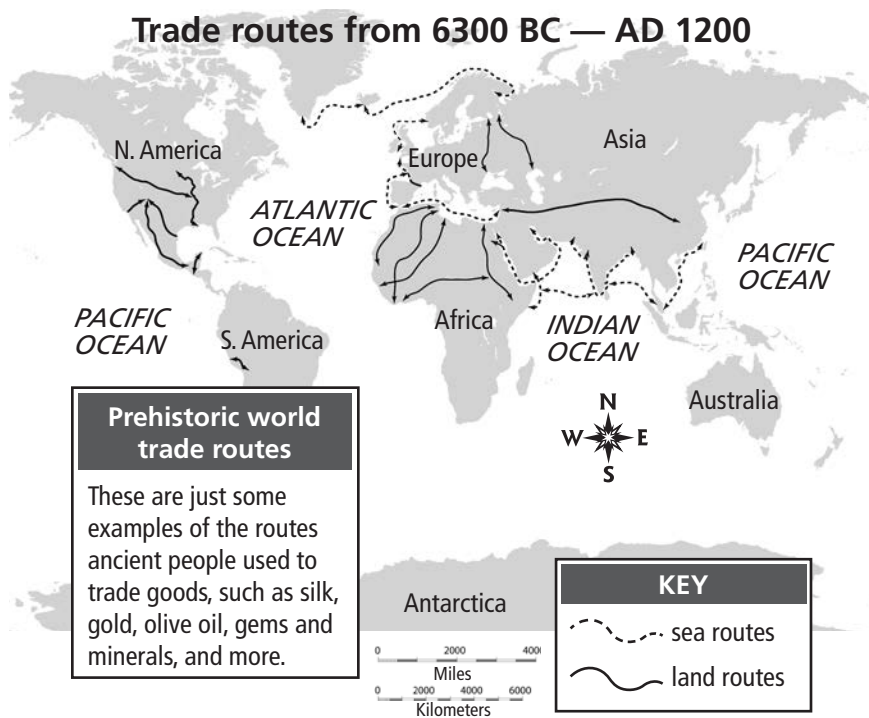 Trade routes from 6300 BC — AD 1200
N. America
Europe
Asia
ATLANTIC
OCEAN
PACIFIC
OCEAN
PACIFIC
OCEAN
S. America
Africa
INDIAN
OCEAN
Australia
N
W E
S
Prehistoric world
trade routes
These are just some
examples of the routes
ancient people used to
trade goods, such as silk,
gold, olive oil, gems and
minerals, and more.
Antarctica
0 2000 4000
Miles
0 2000 4000 6000
Kilometers
KEY
sea routes
land routes